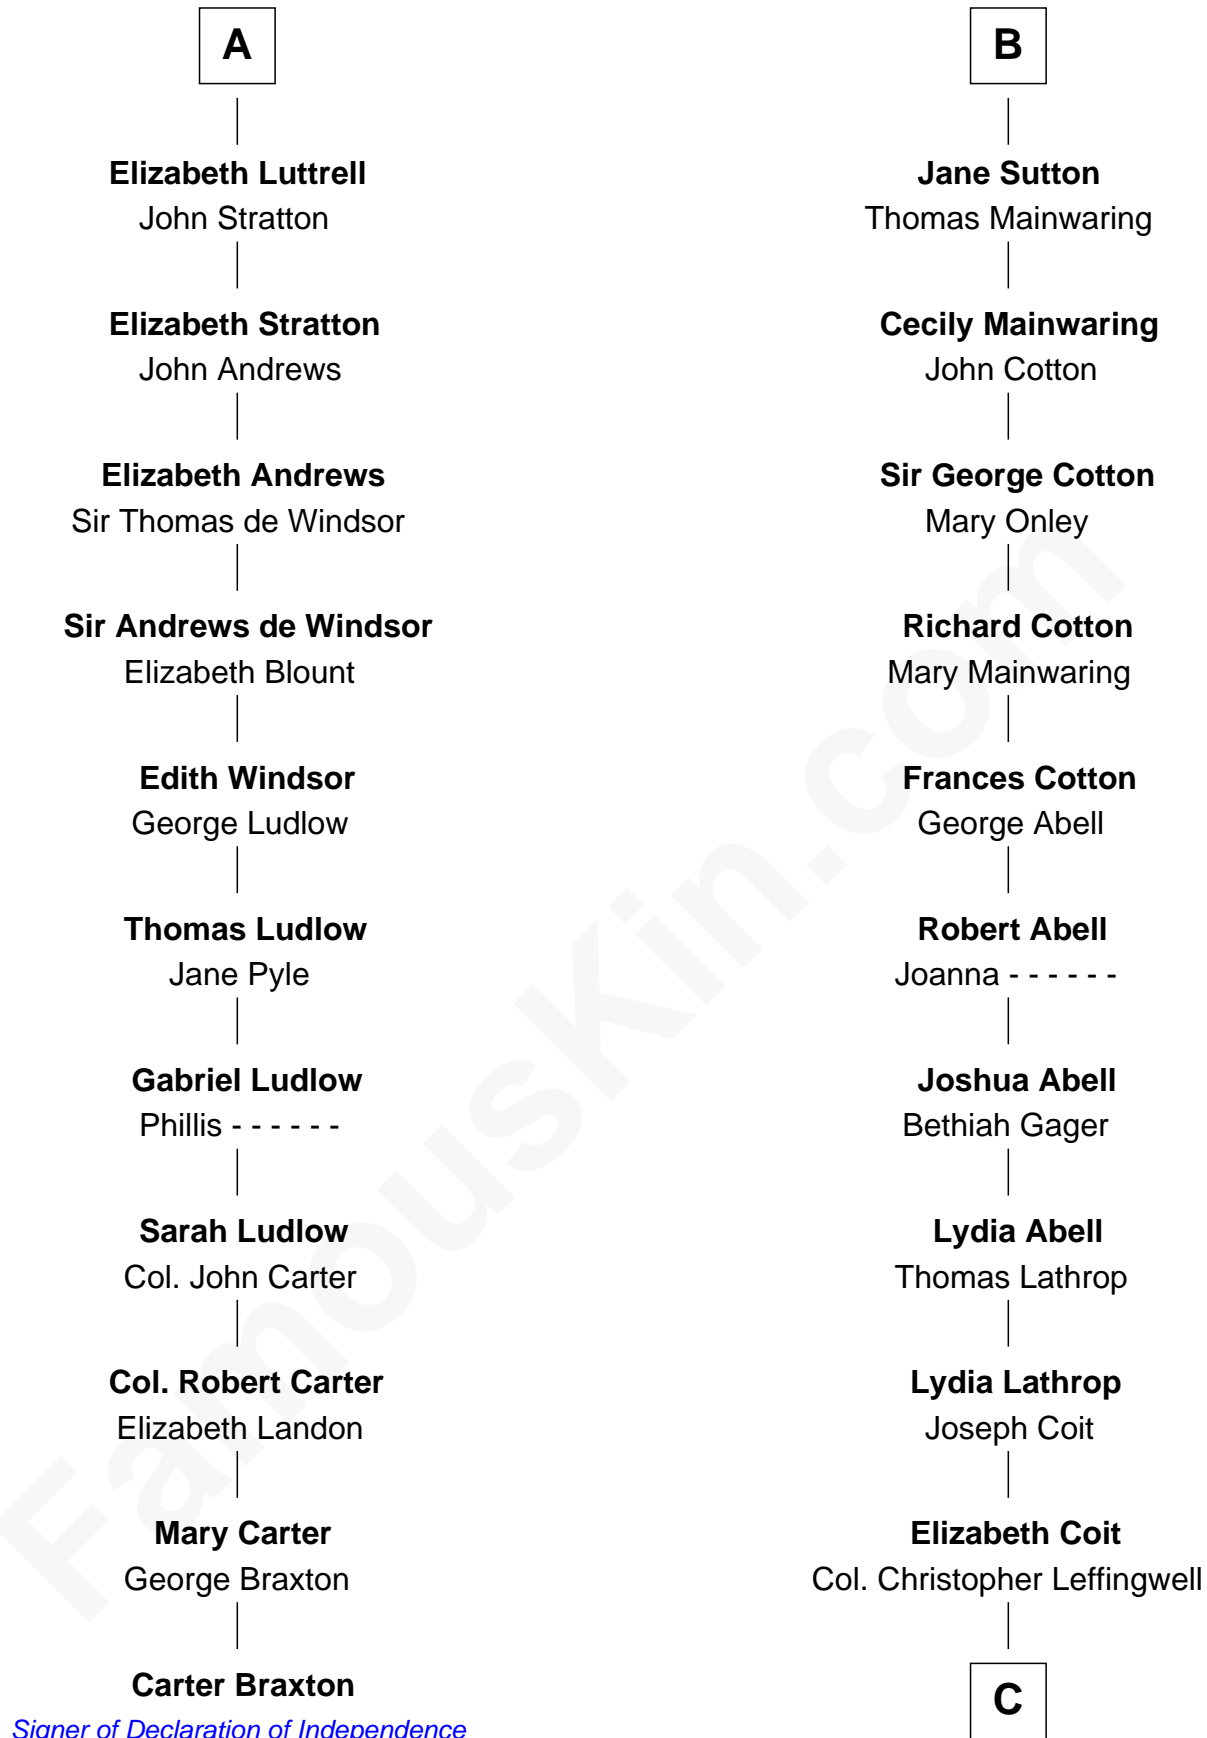 A
Elizabeth Luttrell
John Stratton
Elizabeth Stratton
John Andrews
Elizabeth Andrews
Sir Thomas de Windsor
Sir Andrews de Windsor
Elizabeth Blount
Edith Windsor
George Ludlow
Thomas Ludlow
Jane Pyle
Gabriel Ludlow
Phillis - - - - - -
Sarah Ludlow
Col. John Carter
Col. Robert Carter
Elizabeth Landon
Mary Carter
George Braxton
Carter Braxton
Signer of Declaration of Independence
B
Jane Sutton
Thomas Mainwaring
Cecily Mainwaring
John Cotton
Sir George Cotton
Mary Onley
Richard Cotton
Mary Mainwaring
Frances Cotton
George Abell
Robert Abell
Joanna - - - - - -
Joshua Abell
Bethiah Gager
Lydia Abell
Thomas Lathrop
Lydia Lathrop
Joseph Coit
Elizabeth Coit
Col. Christopher Leffingwell
C
FamousKin.com